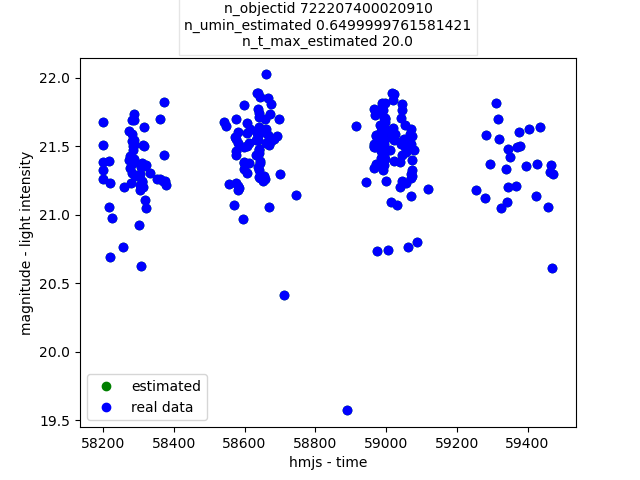 n_objectid 722207400020910
n_umin_estimated 0.6499999761581421
n_t_max_estimated 20.0
22.0
21.5
21.0
20.5
20.0
19.5
magnitude - light intensity
estimated
real data
58200 58400 58600 58800 59000 59200 59400
hmjs - time